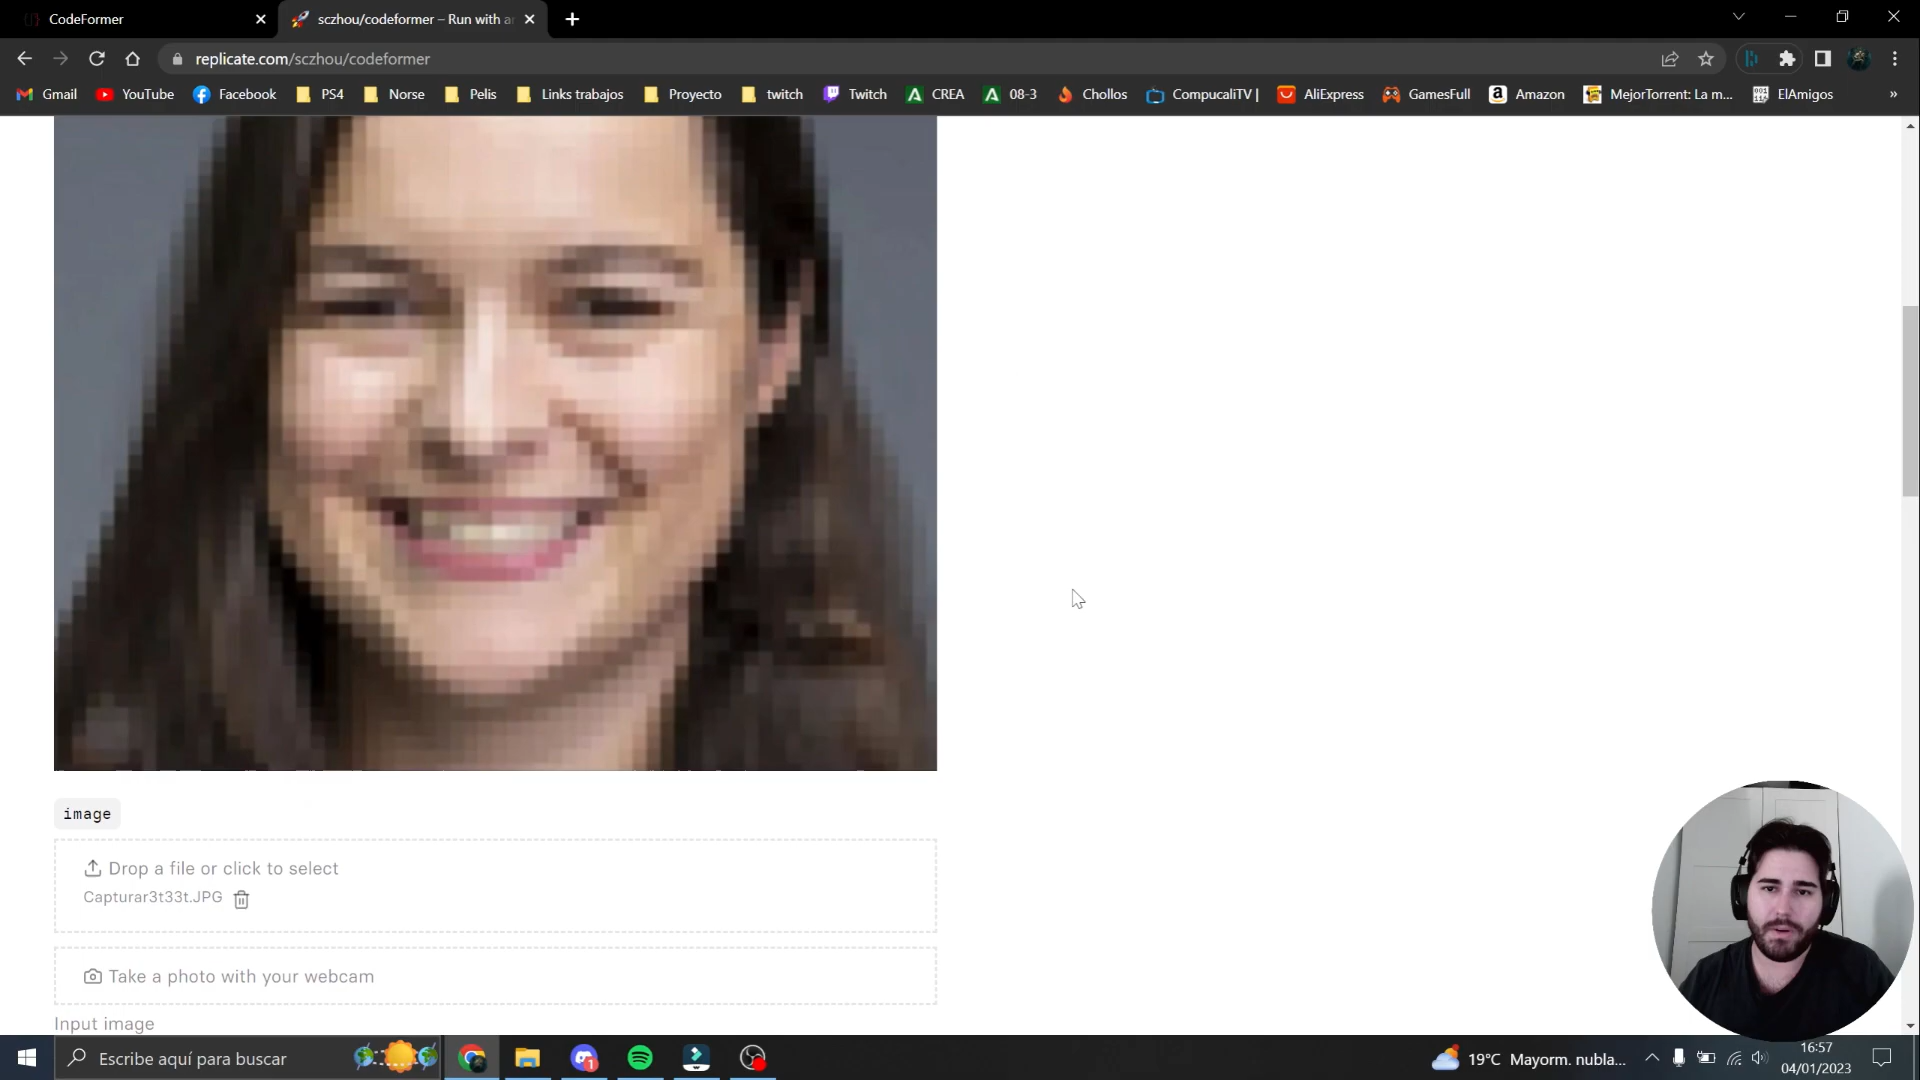 CodeFormer
sczhou/codeformer – Run with a
replicate.com/sczhou/codeformer
Gmail YouTube Facebook PS4 Norse Pelis Links trabajos Proyecto twitch Twitch CREA 08-3 Chollos CompucaliTV | AliExpress GamesFull Amazon MejorTorrent: La m... ElAmigos »
image
Drop a file or click to select
Capturar3t33t.JPG
Take a photo with your webcam
Input image
Escribe aquí para buscar 1 19°C Mayorm. nubla... 16:57
04/01/2023